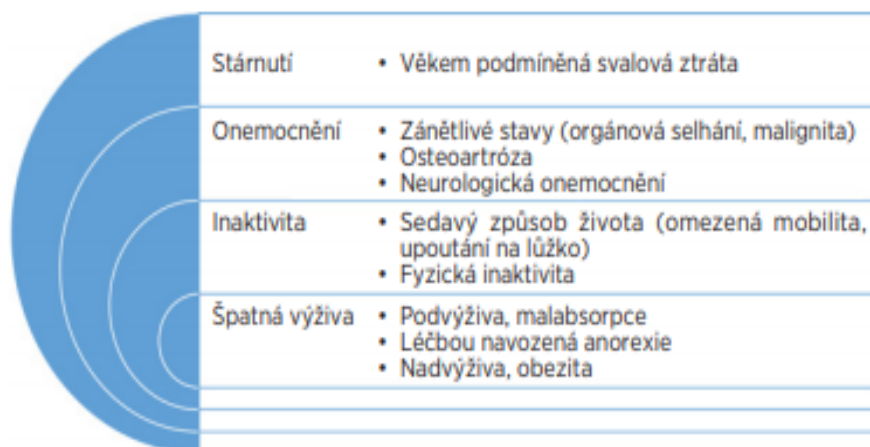 Stárnutí • Věkem podmíněná svalová ztráta
Onemocnění • Zánětlivé stavy (orgánová selhání, malignita)
• Osteoartróza
• Neurologická onemocnění
Inaktivita • Sedavý způsob života (omezená mobilita,
upoutání na lůžko)
• Fyzická inaktivita
Špatná výživa • Podvýživa, malabsorpce
• Léčbou navozená anorexie
• Nadvýživa, obezita